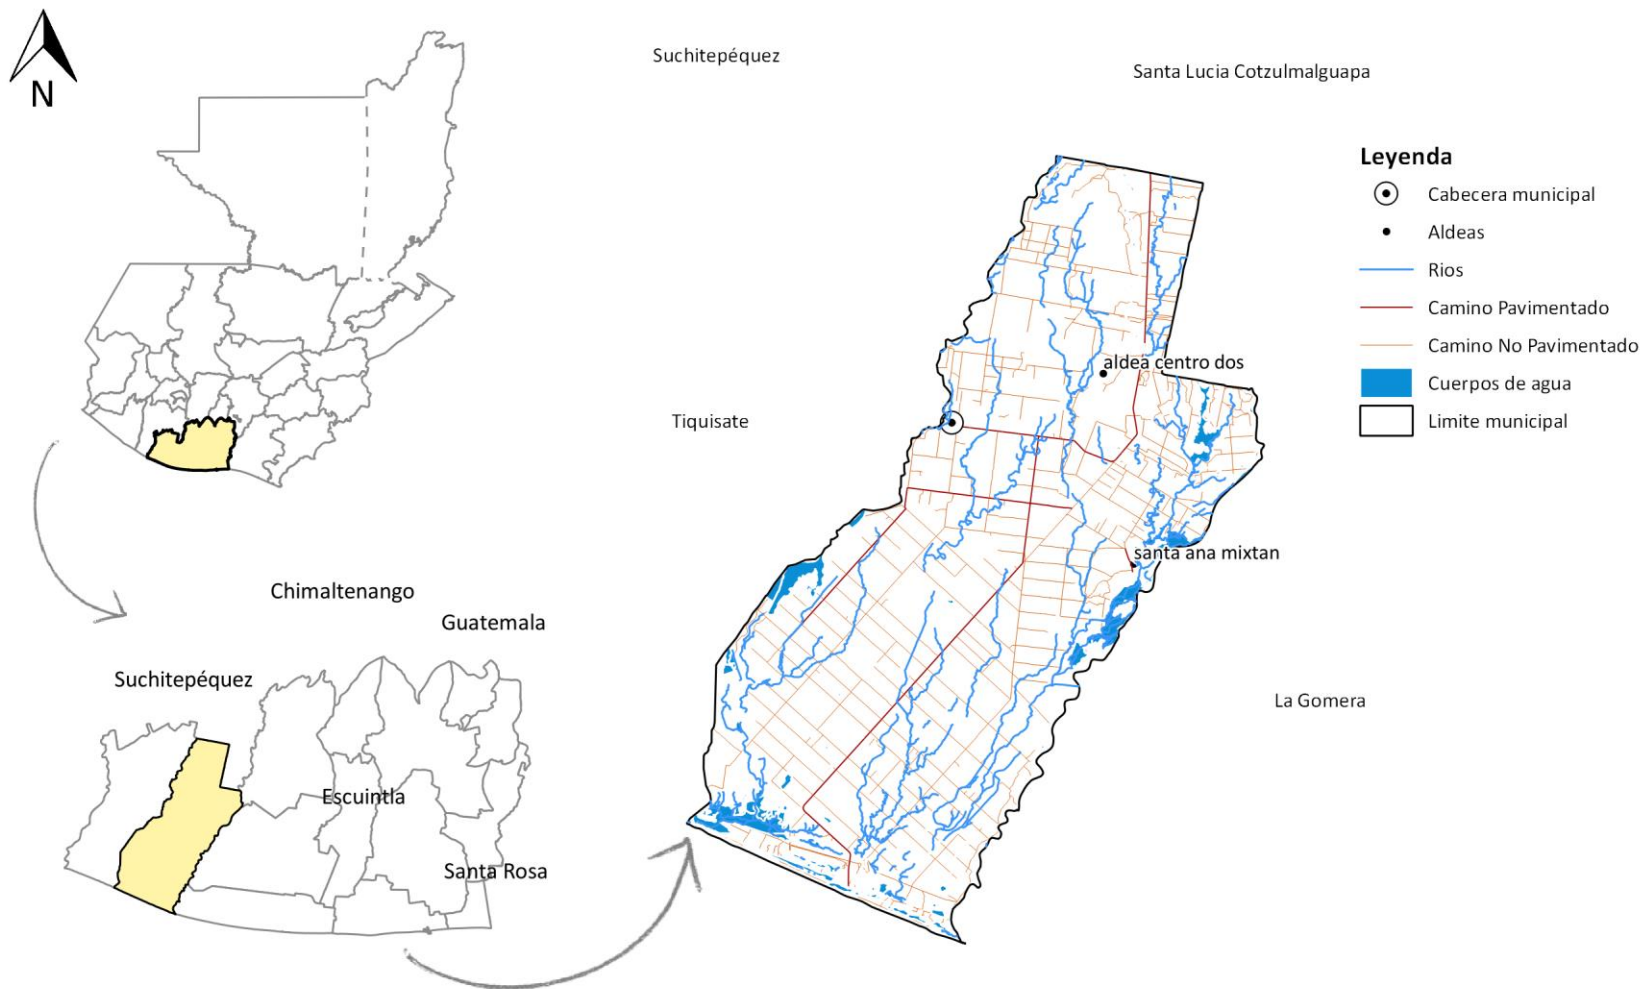 N
Suchitepéquez
Santa Lucia Cotzulmalguapa
Leyenda
Cabecera municipal
Aldeas
Rios
Camino Pavimentado
Camino No Pavimentado
Cuerpos de agua
Limite municipal
aldea centro dos
Tiquisate
santa ana mixtan
La Gomera
Chimaltenango
Guatemala
Suchitepéquez
Escuintla
Santa Rosa